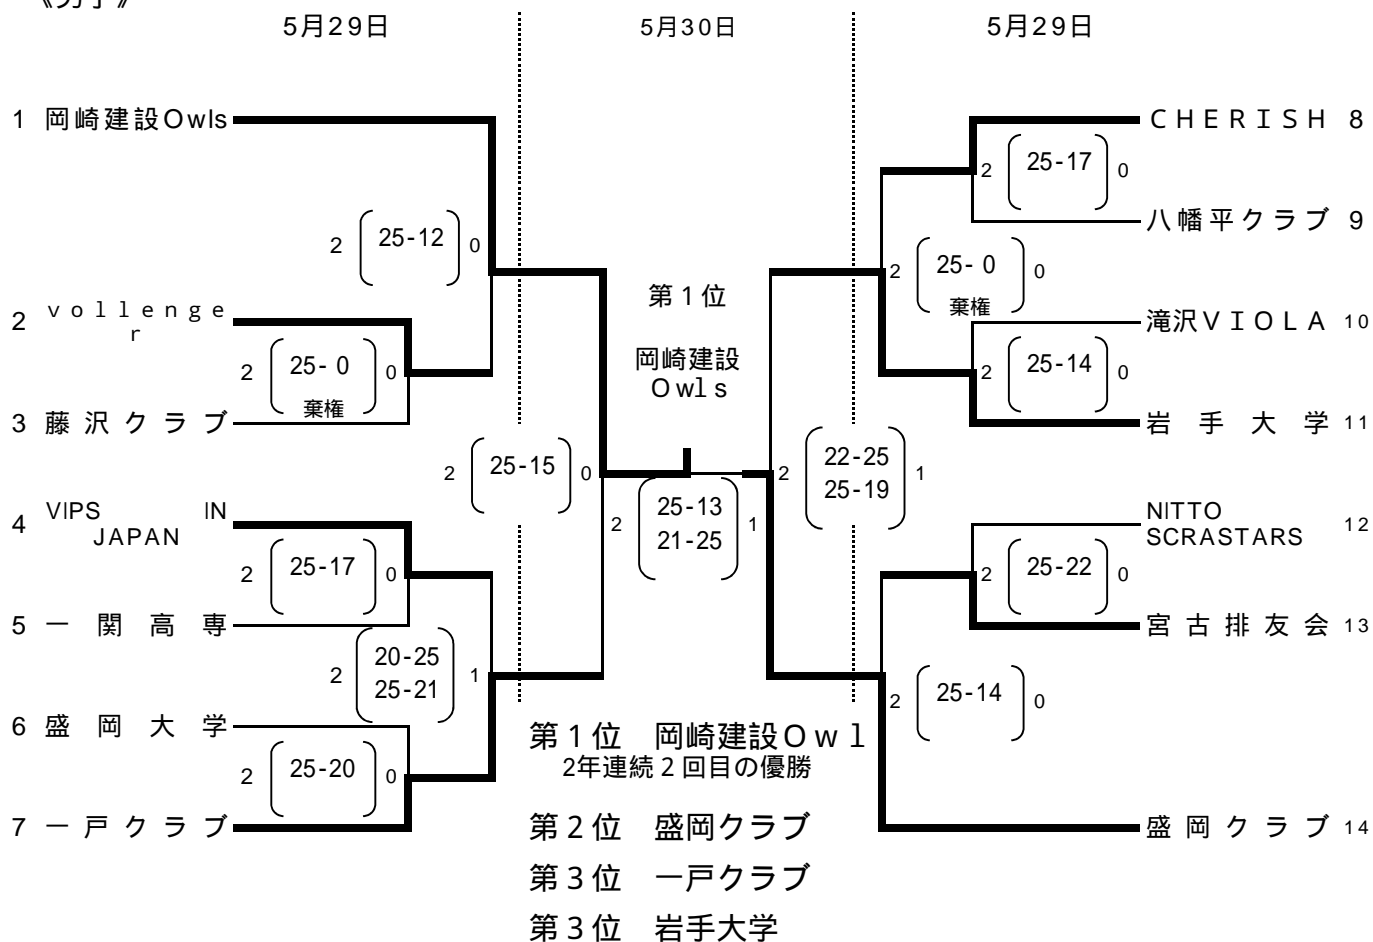 《男子》
5月29日
5月30日
5月29日
1 岡崎建設Owls
CHERISH 8
2 25-17 0
八幡平クラブ 9
2 25-12 0
2 25- 0 0
棄権
第1位
岡崎建設
Owls
2 vollenge
r
滝沢VIOLA 10
2 25- 0 0
棄権
2 25-14 0
3 藤沢クラブ
岩手大学 11
2 25-15 0
2 22-25 1
25-19
2 25-13 1
21-25
4 VIPS IN
JAPAN
NITTO
SCRASTARS 12
2 25-17 0
2 25-22 0
5 一関高専
宮古排友会 13
2 20-25 1
25-21
2 25-14 0
6 盛岡大学
2 25-20 0
7 一戸クラブ
盛岡クラブ 14
第1位 岡崎建設Owl
2年連続2回目の優勝
第2位 盛岡クラブ
第3位 一戸クラブ
第3位 岩手大学